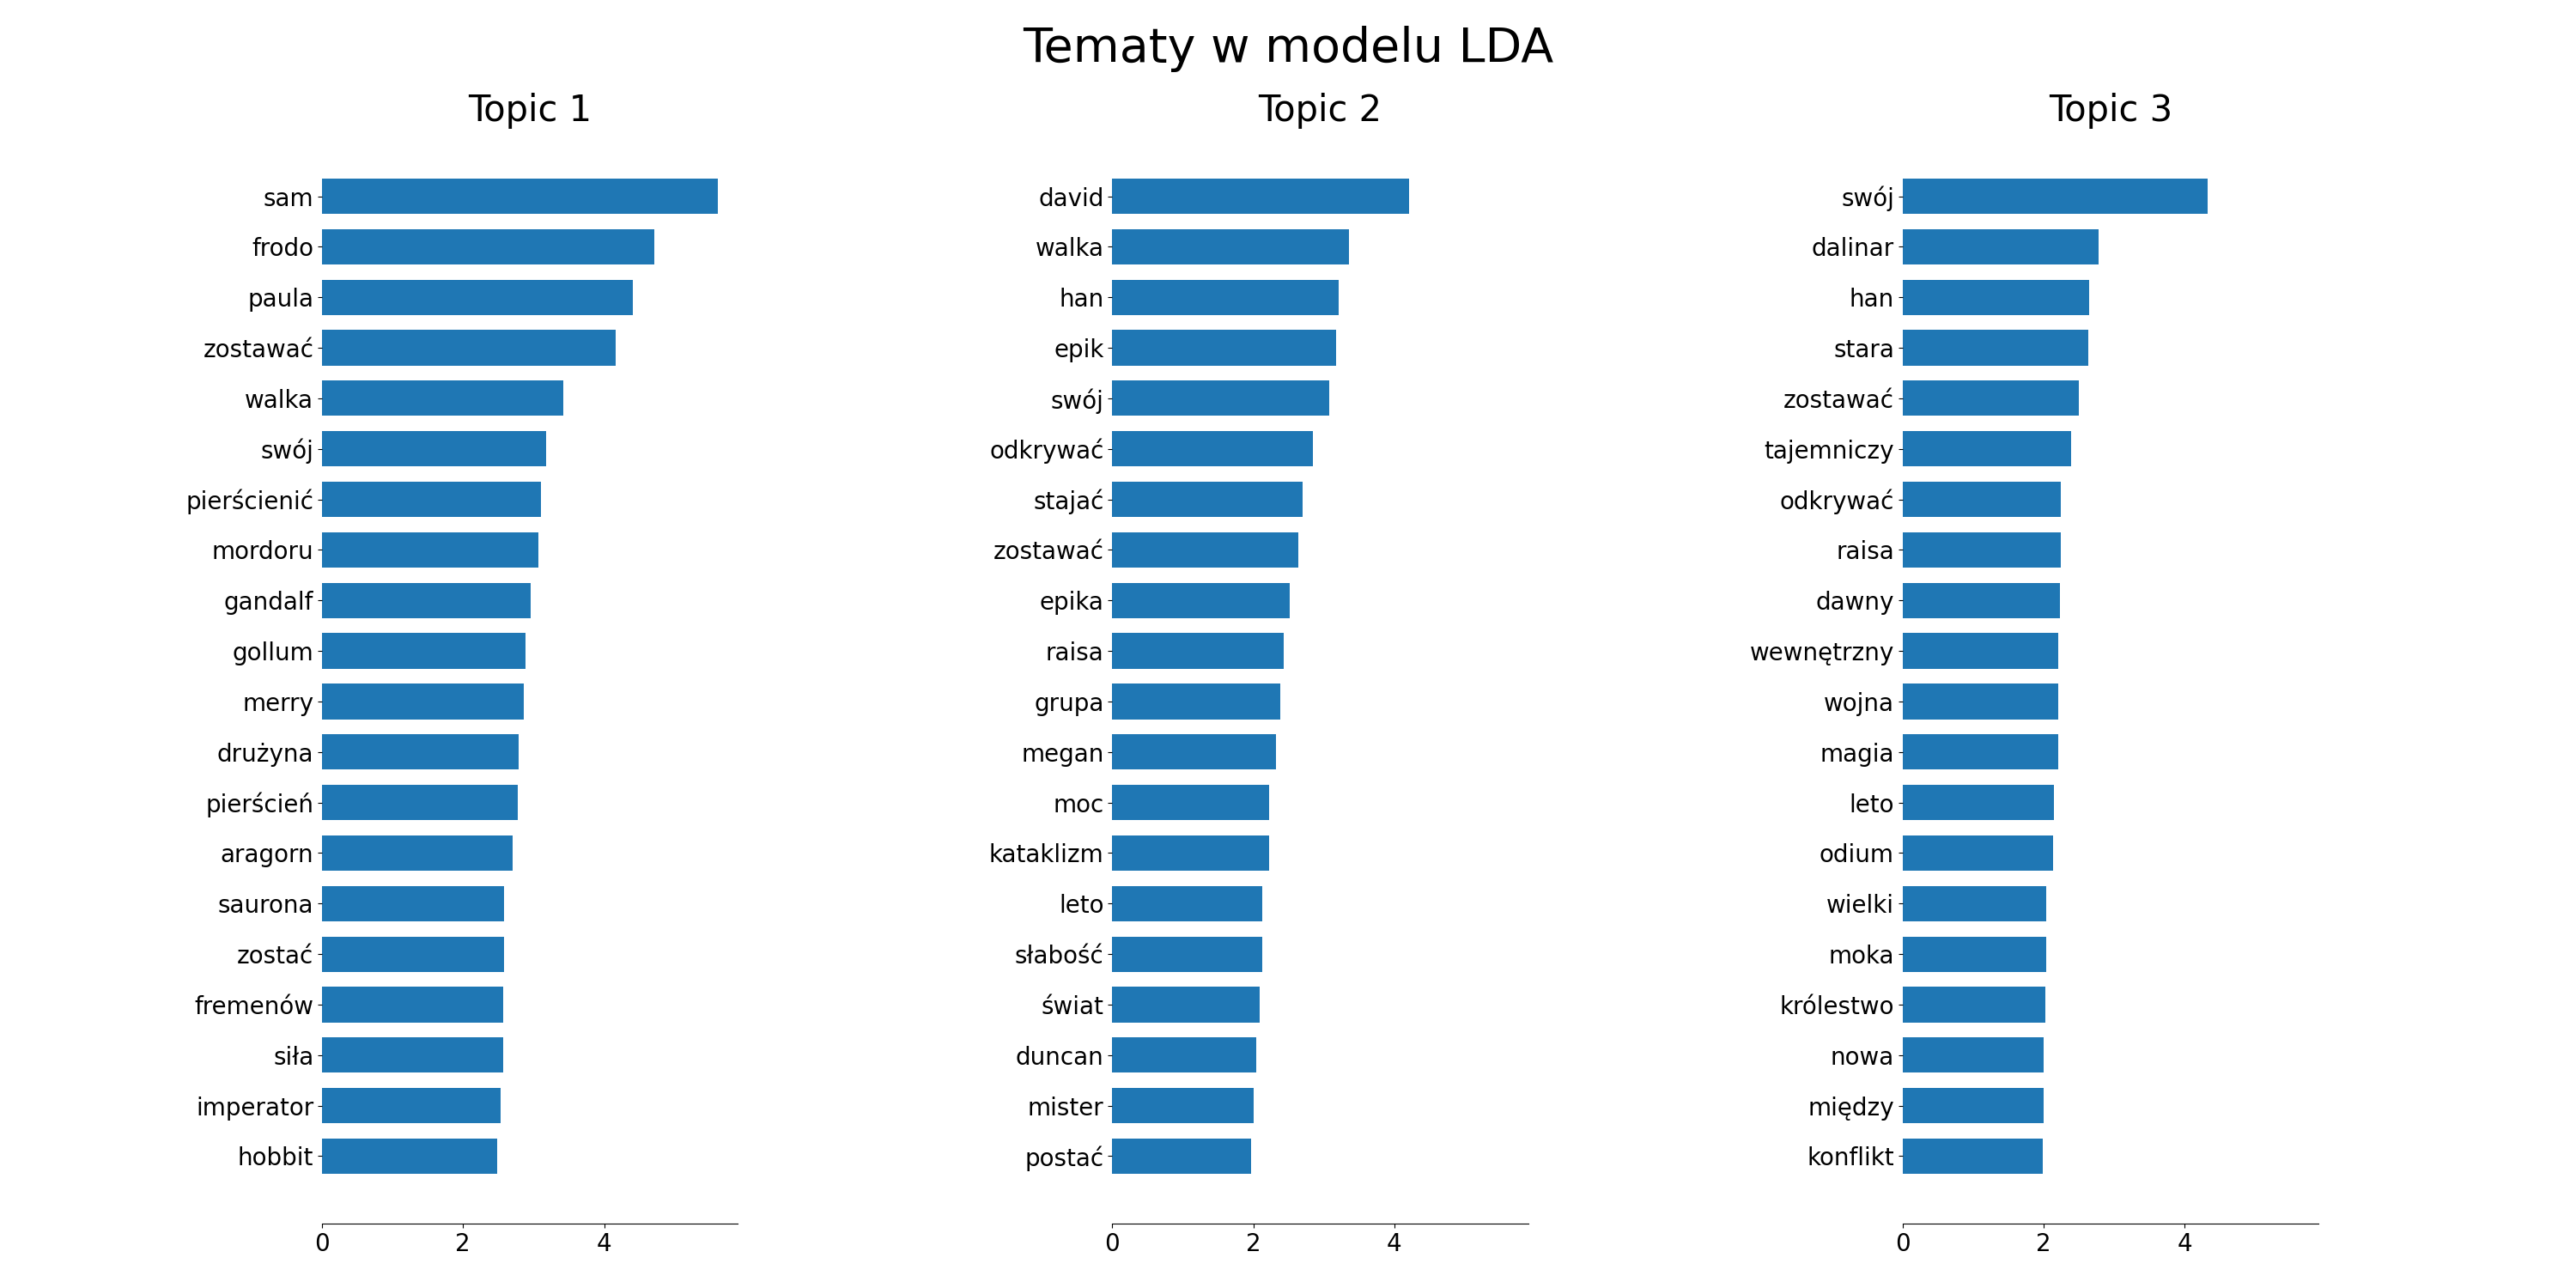 Tematy w modelu LDA
Topic 1
sam
frodo
paula
zostawać
walka
swój
pierścienić
mordoru
gandalf
gollum
merry
drużyna
pierścień
aragorn
saurona
zostać
fremenów
siła
imperator
hobbit
0 2 4
Topic 2
david
walka
han
epik
swój
odkrywać
stajać
zostawać
epika
raisa
grupa
megan
moc
kataklizm
leto
słabość
świat
duncan
mister
postać
0 2 4
Topic 3
swój
dalinar
han
stara
zostawać
tajemniczy
odkrywać
raisa
dawny
wewnętrzny
wojna
magia
leto
odium
wielki
moka
królestwo
nowa
między
konflikt
0 2 4